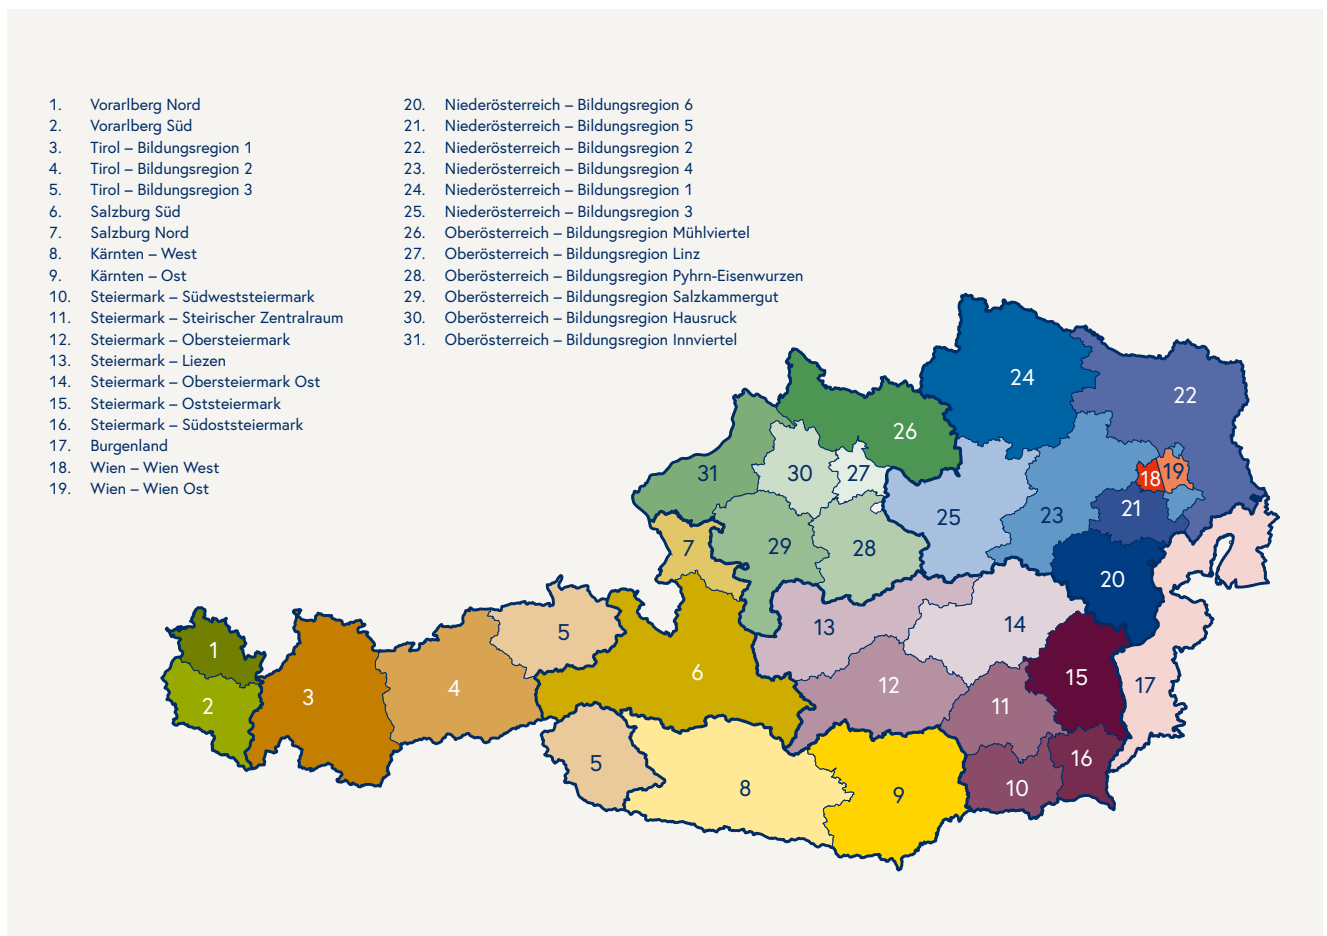 1. Vorarlberg Nord
2. Vorarlberg Süd
3. Tirol – Bildungsregion 1
4. Tirol – Bildungsregion 2
5. Tirol – Bildungsregion 3
6. Salzburg Süd
7. Salzburg Nord
8. Kärnten – West
9. Kärnten – Ost
10. Steiermark – Südweststeiermark
11. Steiermark – Steirischer Zentralraum
12. Steiermark – Obersteiermark
13. Steiermark – Liezen
14. Steiermark – Obersteiermark Ost
15. Steiermark – Oststeiermark
16. Steiermark – Südoststeiermark
17. Burgenland
18. Wien – Wien West
19. Wien – Wien Ost
20. Niederösterreich – Bildungsregion 6
21. Niederösterreich – Bildungsregion 5
22. Niederösterreich – Bildungsregion 2
23. Niederösterreich – Bildungsregion 4
24. Niederösterreich – Bildungsregion 1
25. Niederösterreich – Bildungsregion 3
26. Oberösterreich – Bildungsregion Mühlviertel
27. Oberösterreich – Bildungsregion Linz
28. Oberösterreich – Bildungsregion Pyhrn-Eisenwurzen
29. Oberösterreich – Bildungsregion Salzkammergut
30. Oberösterreich – Bildungsregion Hausruck
31. Oberösterreich – Bildungsregion Innviertel
24
22
26
31
30
27
18
19
25
23
21
7
29
28
20
1
5
13
14
2
3
4
6
12
11
15
17
5
8
9
10
16